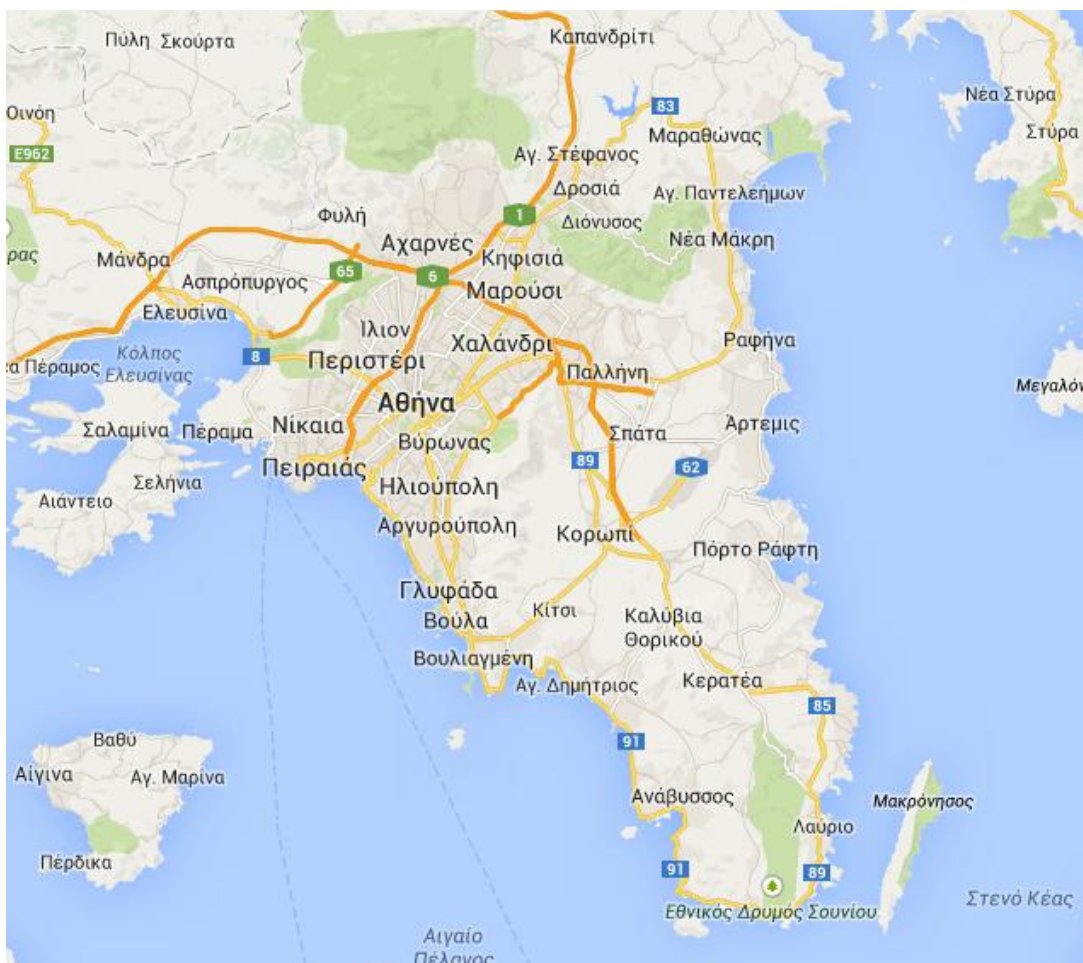 Καπανδρίτι
Πύλη Σκούρτα
Νέα Στύρα
Οινόη
83
Μαραθώνας
Στύρα
E962
Αγ. Στέφανος
Δροσιά
Αγ. Παντελεήμων
Φυλή
1
Διόνυσος
Αχαρνές
Νέα Μάκρη
ρας
Μάνδρα
Κηφισιά
65
6
Ασπρόπυργος
Μαρούσι
Ελευσίνα
Ίλιον
Χαλάνδρι
Ραφήνα
Κόλπος
Ελευσίνας
8
Περιστέρι
α Πέραμος
Παλλήνη
Μεγαλόν
Αθήνα
Σαλαμίνα
Πέραμα
Νίκαια
Άρτεμις
Βύρωνας
Σπάτα
Πειραιάς
89
62
Σελήνια
Ηλιούπολη
Αιάντειο
Αργυρούπολη
Κορωπί
Πόρτο Ράφτη
Γλυφάδα
Κίτσι
Βούλα
Καλύβια
Θορικού
Βουλιαγμένη
Αγ. Δημήτριος
Κερατέα
85
Βαθύ
91
Αίγινα
Αγ. Μαρίνα
Ανάβυσσος
Μακρόνησος
Λαύριο
Πέρδικα
91
89
Στενό Κέας
Εθνικός Δρυμός Σουνίου
Αιγαίο
Πέλαγος